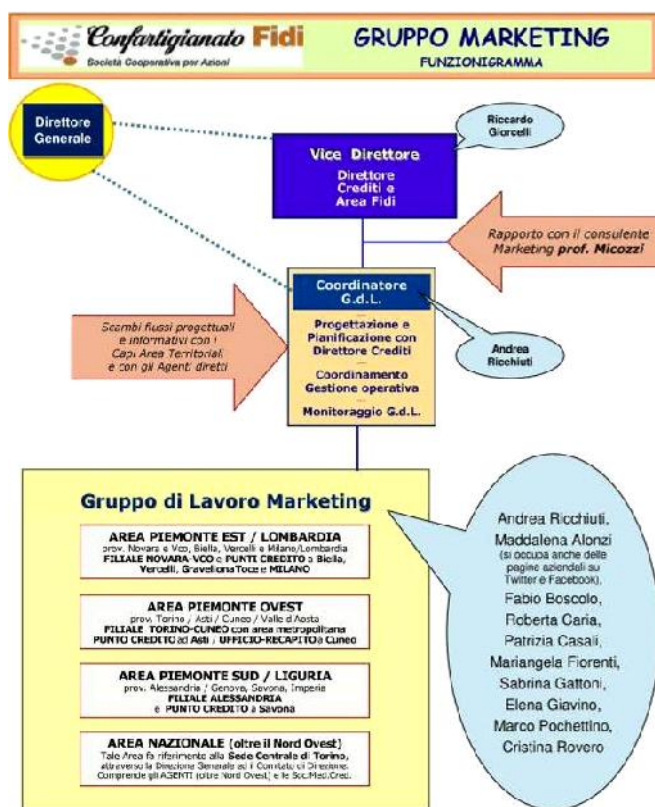 Confartigianato Fidi
Società Cooperativa per Azioni
GRUPPO MARKETING
FUNZIONIGRAMMA
Direttore
Generale
Riccardo
Giorcelli
Vice Direttore
Direttore
Crediti e
Area Fidi
Rapporto con il consulente
Marketing prof. Micozzi
Coordinatore
G.d.L.
...
Progettazione e
Pianificazione con
Direttore Crediti
...
Coordinamento
Gestione operativa
...
Monitoraggio G.d.L.
Scambi flussi progettuali
e informativi con i
Capi Area Territoriali
e con gli Agenti diretti
Andrea
Ricchiuti
Gruppo di Lavoro Marketing
AREA PIEMONTE EST / LOMBARDIA
prov. Novara e Vco, Biella, Vercelli e Milano/Lombardia
FILIALE NOVARA-VCO e PUNTI CREDITO a Biella,
Vercelli, Gravellona Toce e MILANO
AREA PIEMONTE OVEST
prov. Torino / Asti / Cuneo / Valle d'Aosta
FILIALE TORINO-CUNEO con area metropolitana
PUNTO CREDITO ad Asti / UFFICIO-RECAPITO a Cuneo
AREA PIEMONTE SUD / LIGURIA
prov. Alessandria / Genova, Savona, Imperia
FILIALE ALESSANDRIA
e PUNTO CREDITO a Savona
AREA NAZIONALE (oltre il Nord Ovest)
Tale Area fa riferimento alla Sede Centrale di Torino,
attraverso la Direzione Generale ed il Comitato di Direzione.
Comprende gli AGENTI (oltre Nord Ovest) e le Soc.Med.Cred.
Andrea Ricchiuti,
Maddalena Alonzi
(si occupa anche delle
pagine aziendali su
Twitter e Facebook),
Fabio Boscolo,
Roberta Caria,
Patrizia Casali,
Mariangela Fiorenti,
Sabrina Gattoni,
Elena Giavino,
Marco Pochettino,
Cristina Rovero